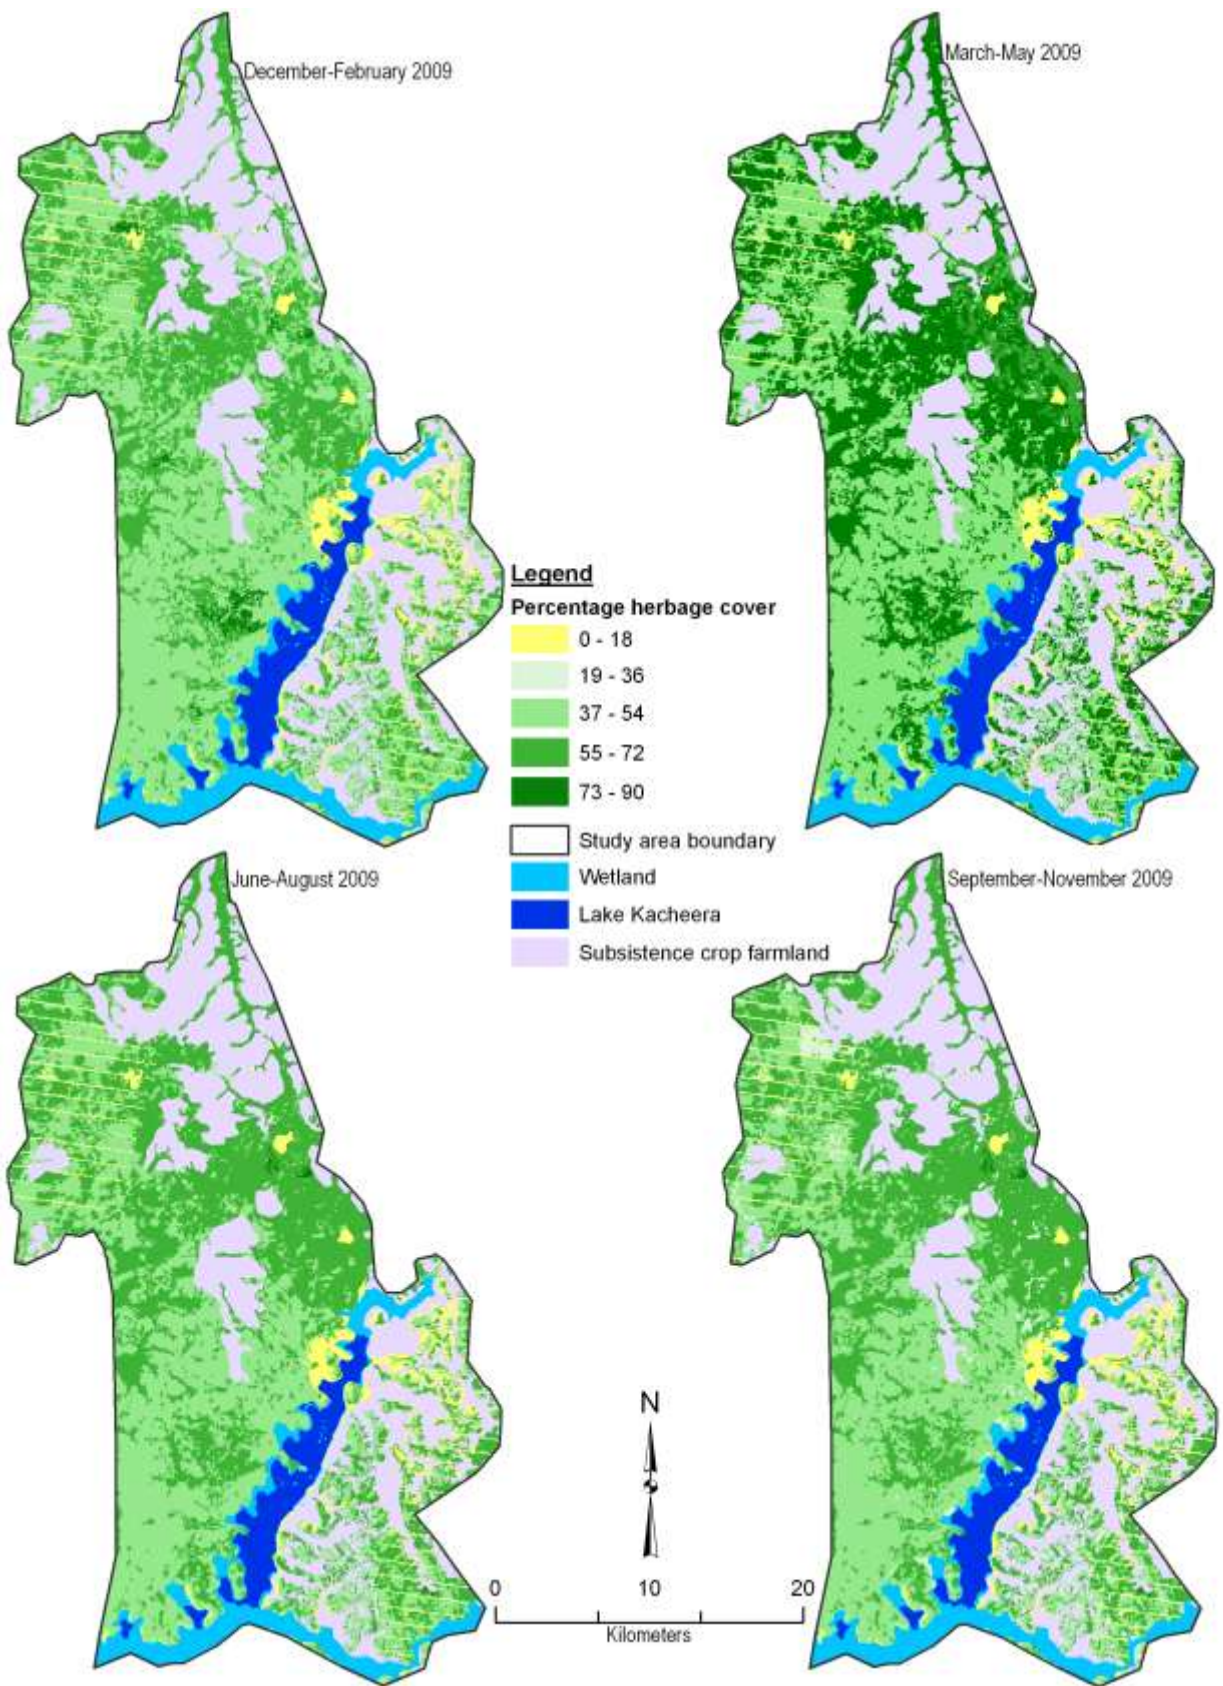 December-February 2009
March-May 2009
Legend
Percentage herbage cover
0 - 18
19 - 36
37 - 54
55 - 72
73 - 90
Study area boundary
Wetland
Lake Kacheera
Subsistence crop farmland
June-August 2009
September-November 2009
N
0 10 20
Kilometers